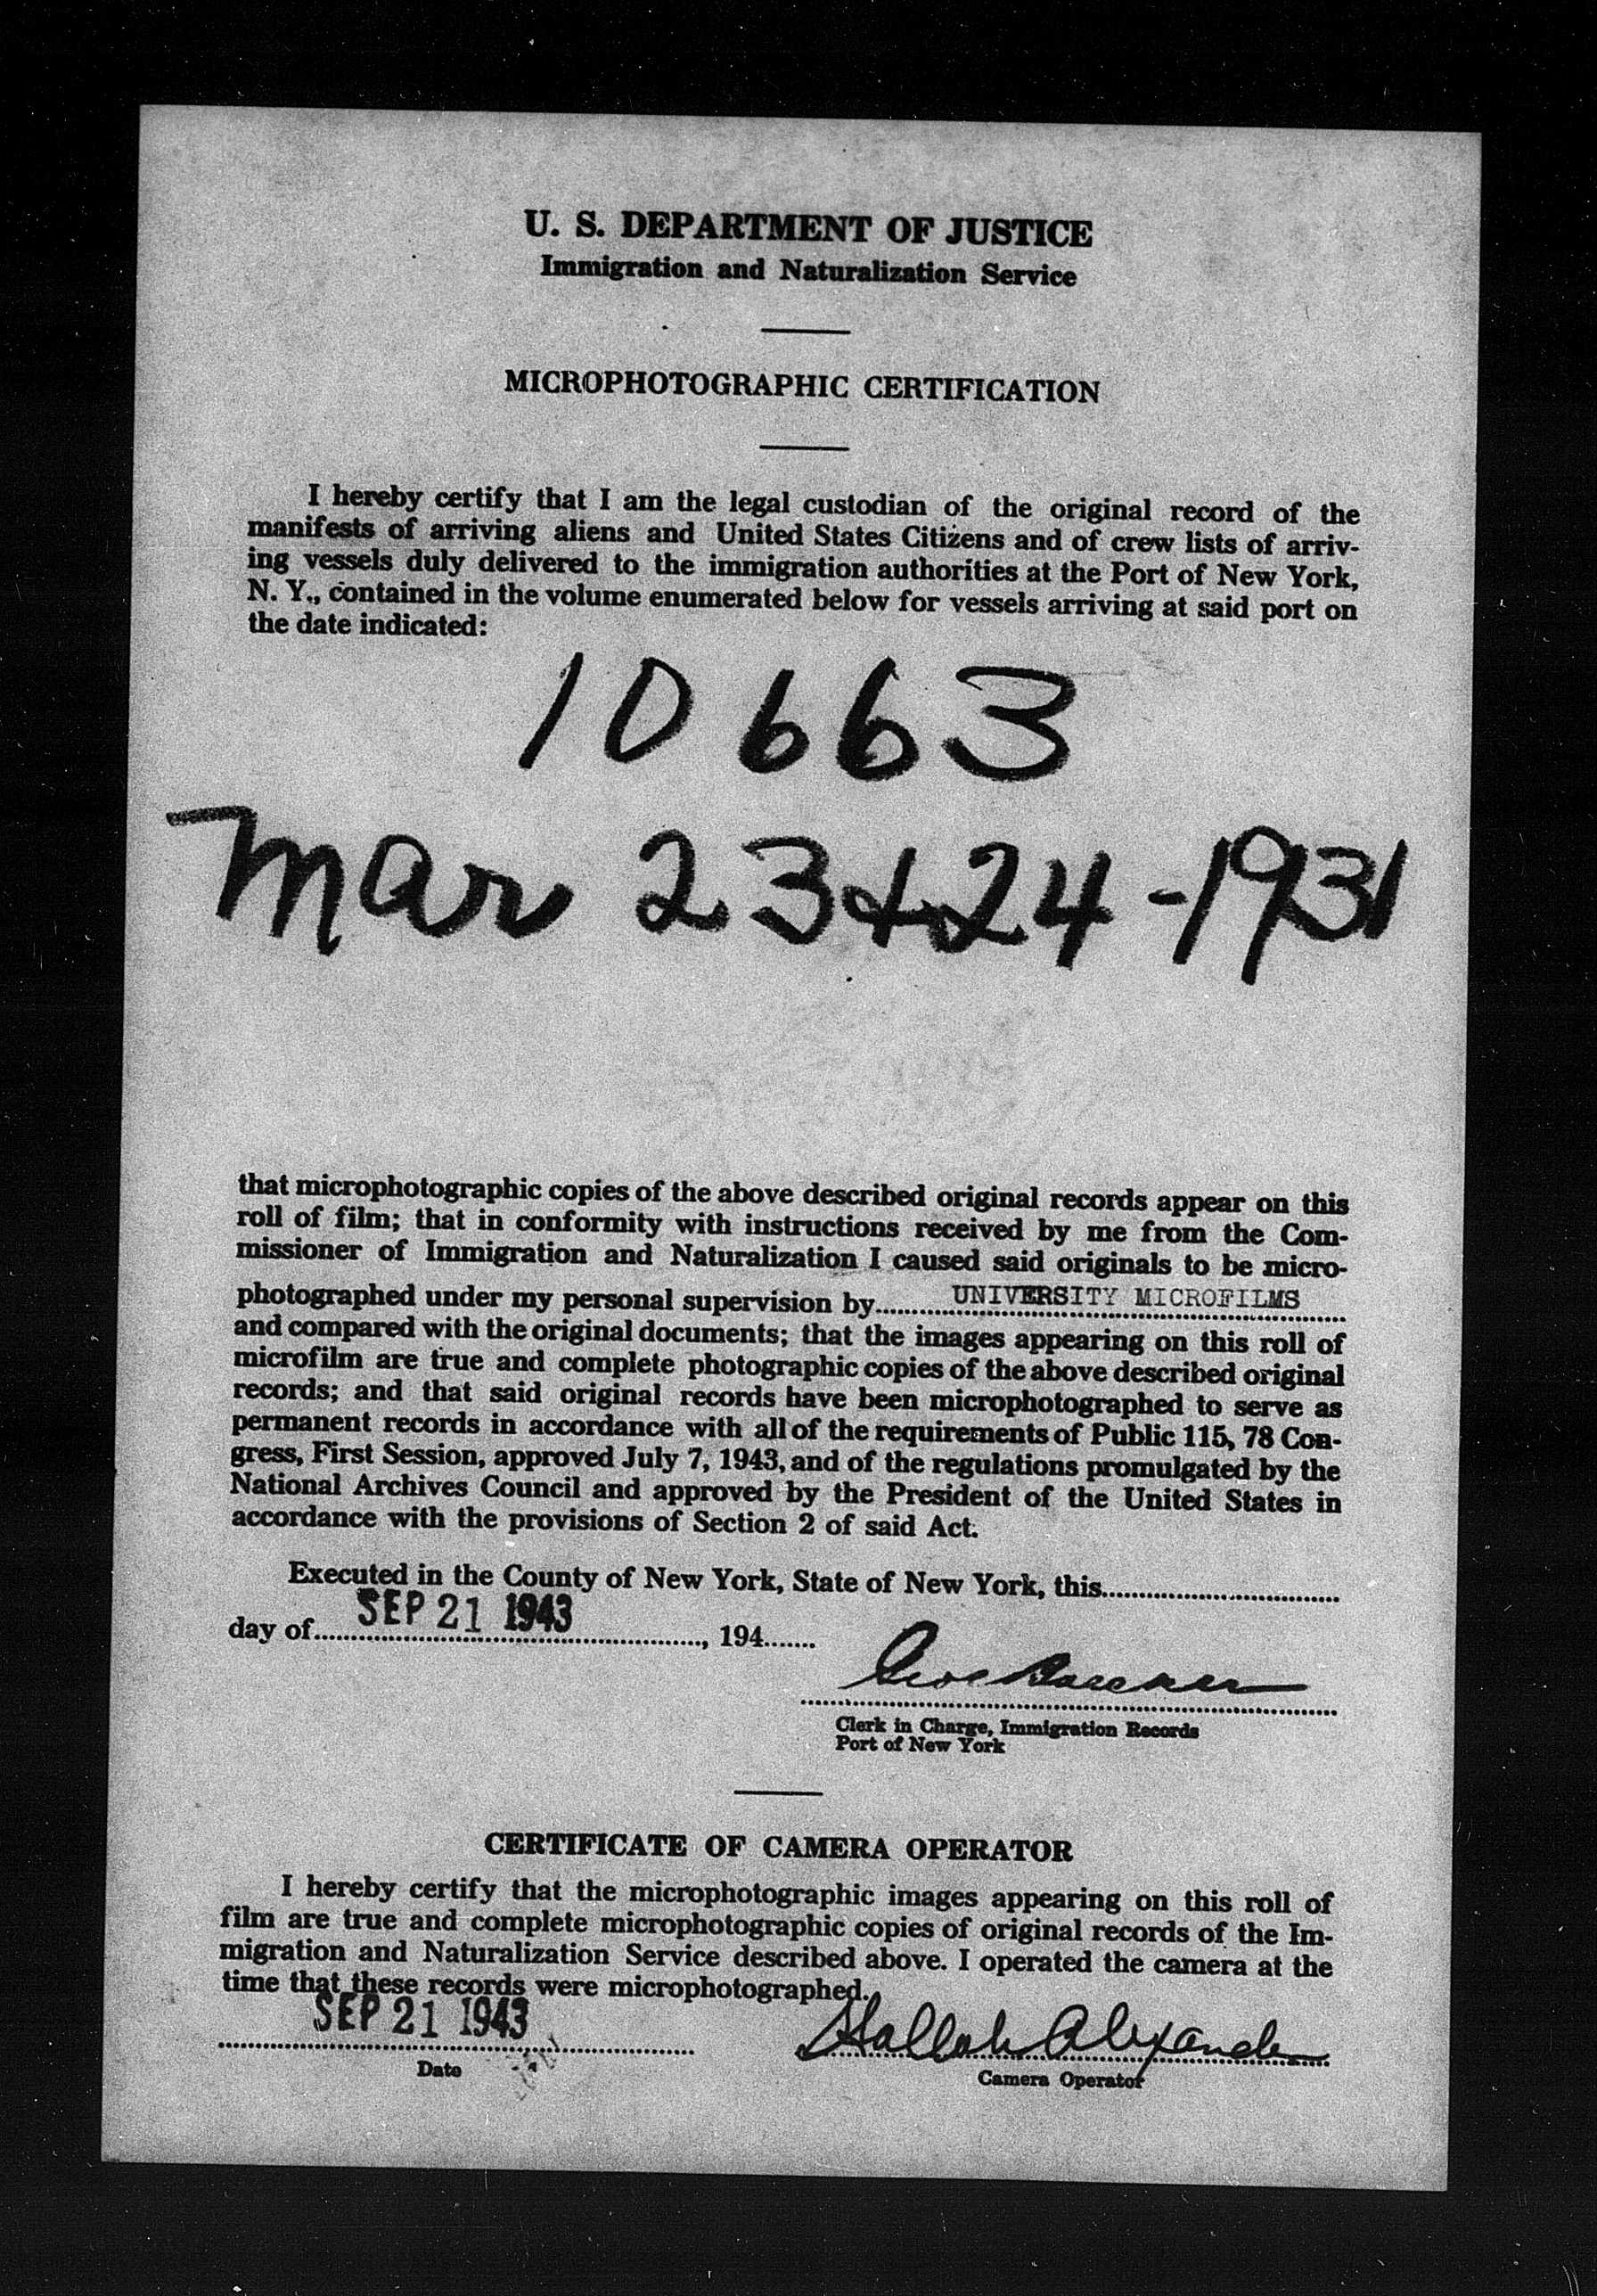 U. S. DEPARTMENT OF JUSTICE
Immigration and Naturalization Service
MICROPHOTOGRAPHIC CERTIFICATION
I hereby certify that I am the legal custodian of the original record of the
manifests of arriving aliens and United States Citizens and of crew lists of arriv-
ing vessels duly delivered to the immigration authorities at the Port of New York,
N. Y., contained in the volume enumerated below for vessels arriving at said port on
the date indicated:
10663
Mar 23 & 24 - 1931
that microphotographic copies of the above described original records appear on this
roll of film; that in conformity with instructions received by me from the Com-
missioner of Immigration and Naturalization I caused said originals to be micro-
photographed under my personal supervision by UNIVERSITY MICROFILMS
and compared with the original documents; that the images appearing on this roll of
microfilm are true and complete photographic copies of the above described original
records; and that said original records have been microphotographed to serve as
permanent records in accordance with all of the requirements of Public 115, 78 Con-
gress, First Session, approved July 7, 1943, and of the regulations promulgated by the
National Archives Council and approved by the President of the United States in
accordance with the provisions of Section 2 of said Act.
Executed in the County of New York, State of New York, this
day of SEP 21 1943, 194
Clerk in Charge, Immigration Records
Port of New York
CERTIFICATE OF CAMERA OPERATOR
I hereby certify that the microphotographic images appearing on this roll of
film are true and complete microphotographic copies of original records of the Im-
migration and Naturalization Service described above. I operated the camera at the
time that these records were microphotographed.
SEP 21 1943 Alexander
Date Camera Operator